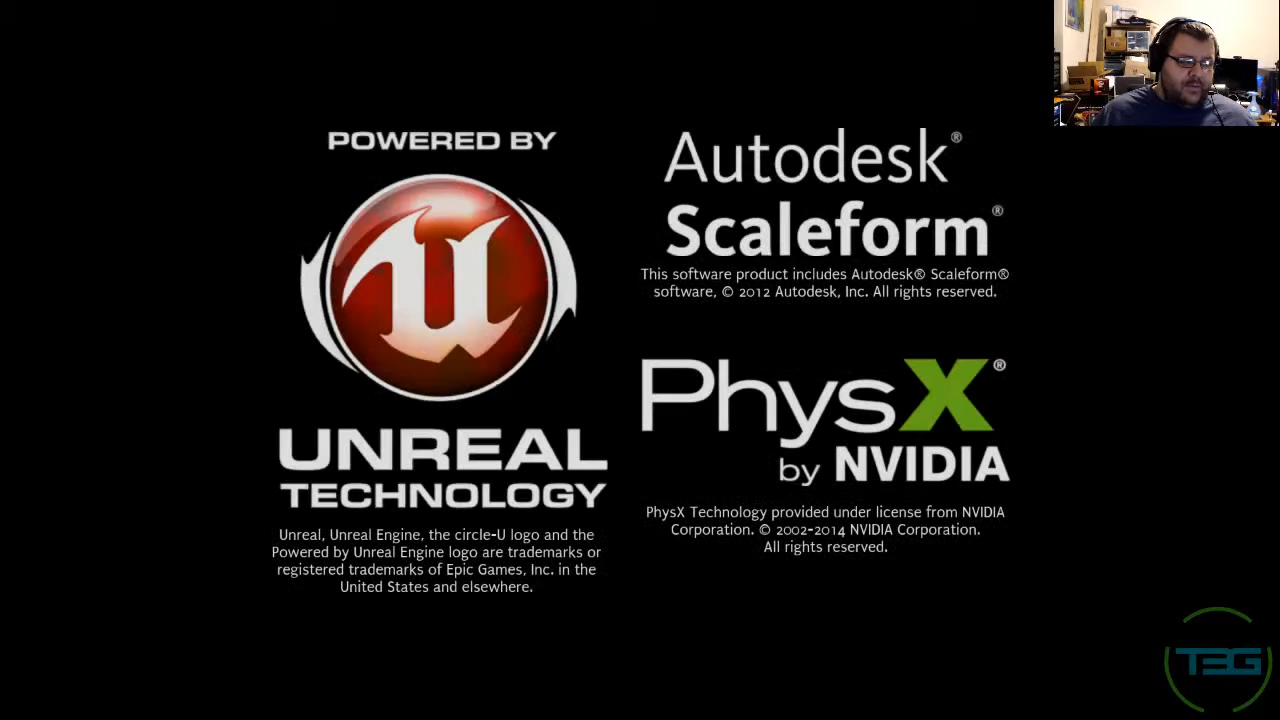 POWERED BY
UNREAL
TECHNOLOGY
Unreal, Unreal Engine, the circle-U logo and the
Powered by Unreal Engine logo are trademarks or
registered trademarks of Epic Games, Inc. in the
United States and elsewhere.
Autodesk®
Scaleform®
This software product includes Autodesk® Scaleform®
software, © 2012 Autodesk, Inc. All rights reserved.
PhysX®
by NVIDIA
PhysX Technology provided under license from NVIDIA
Corporation. © 2002-2014 NVIDIA Corporation.
All rights reserved.
TBG